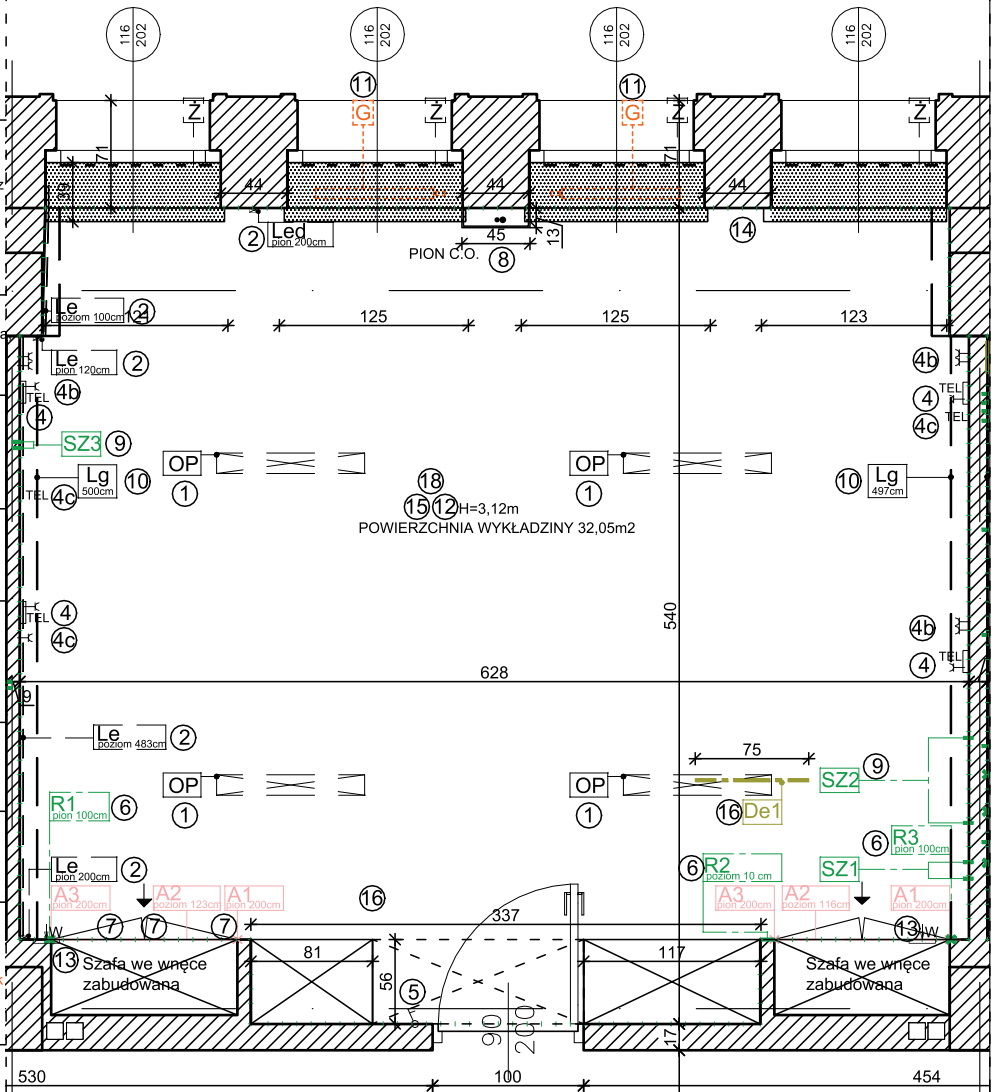 116
202
116
202
116
202
116
202
11
11
Z
G
Z
G
Z
Z
71
71
39
44
44
44
2
Led
pion 200cm
45
13
14
PION C.O.
8
Le
poziom 100cm
2
125
125
123
Le
pion 120cm
2
4b
TEL
4b
4
TEL
4
TEL
4c
SZ3
9
OP
1
OP
1
Lg
500cm
10
TEL
4c
18
15
12
H=3,12m
POWIERZCHNIA WYKŁADZINY 32,05m2
10
Lg
497cm
TEL
4
4c
540
4b
TEL
4
628
9
Le
poziom 483cm
2
75
OP
1
OP
1
16
De1
SZ2
9
R1
pion 100cm
6
6
R3
pion 100cm
Le
pion 200cm
2
6
R2
poziom 10 cm
SZ1
A3
pion 200cm
A2
poziom 123cm
A1
pion 200cm
16
A3
pion 200cm
A2
poziom 116cm
A1
pion 200cm
7
7
7
337
W
13
13
W
Szafa we wnęce
zabudowana
81
56
5
117
Szafa we wnęce
zabudowana
90
200
17
530
100
454